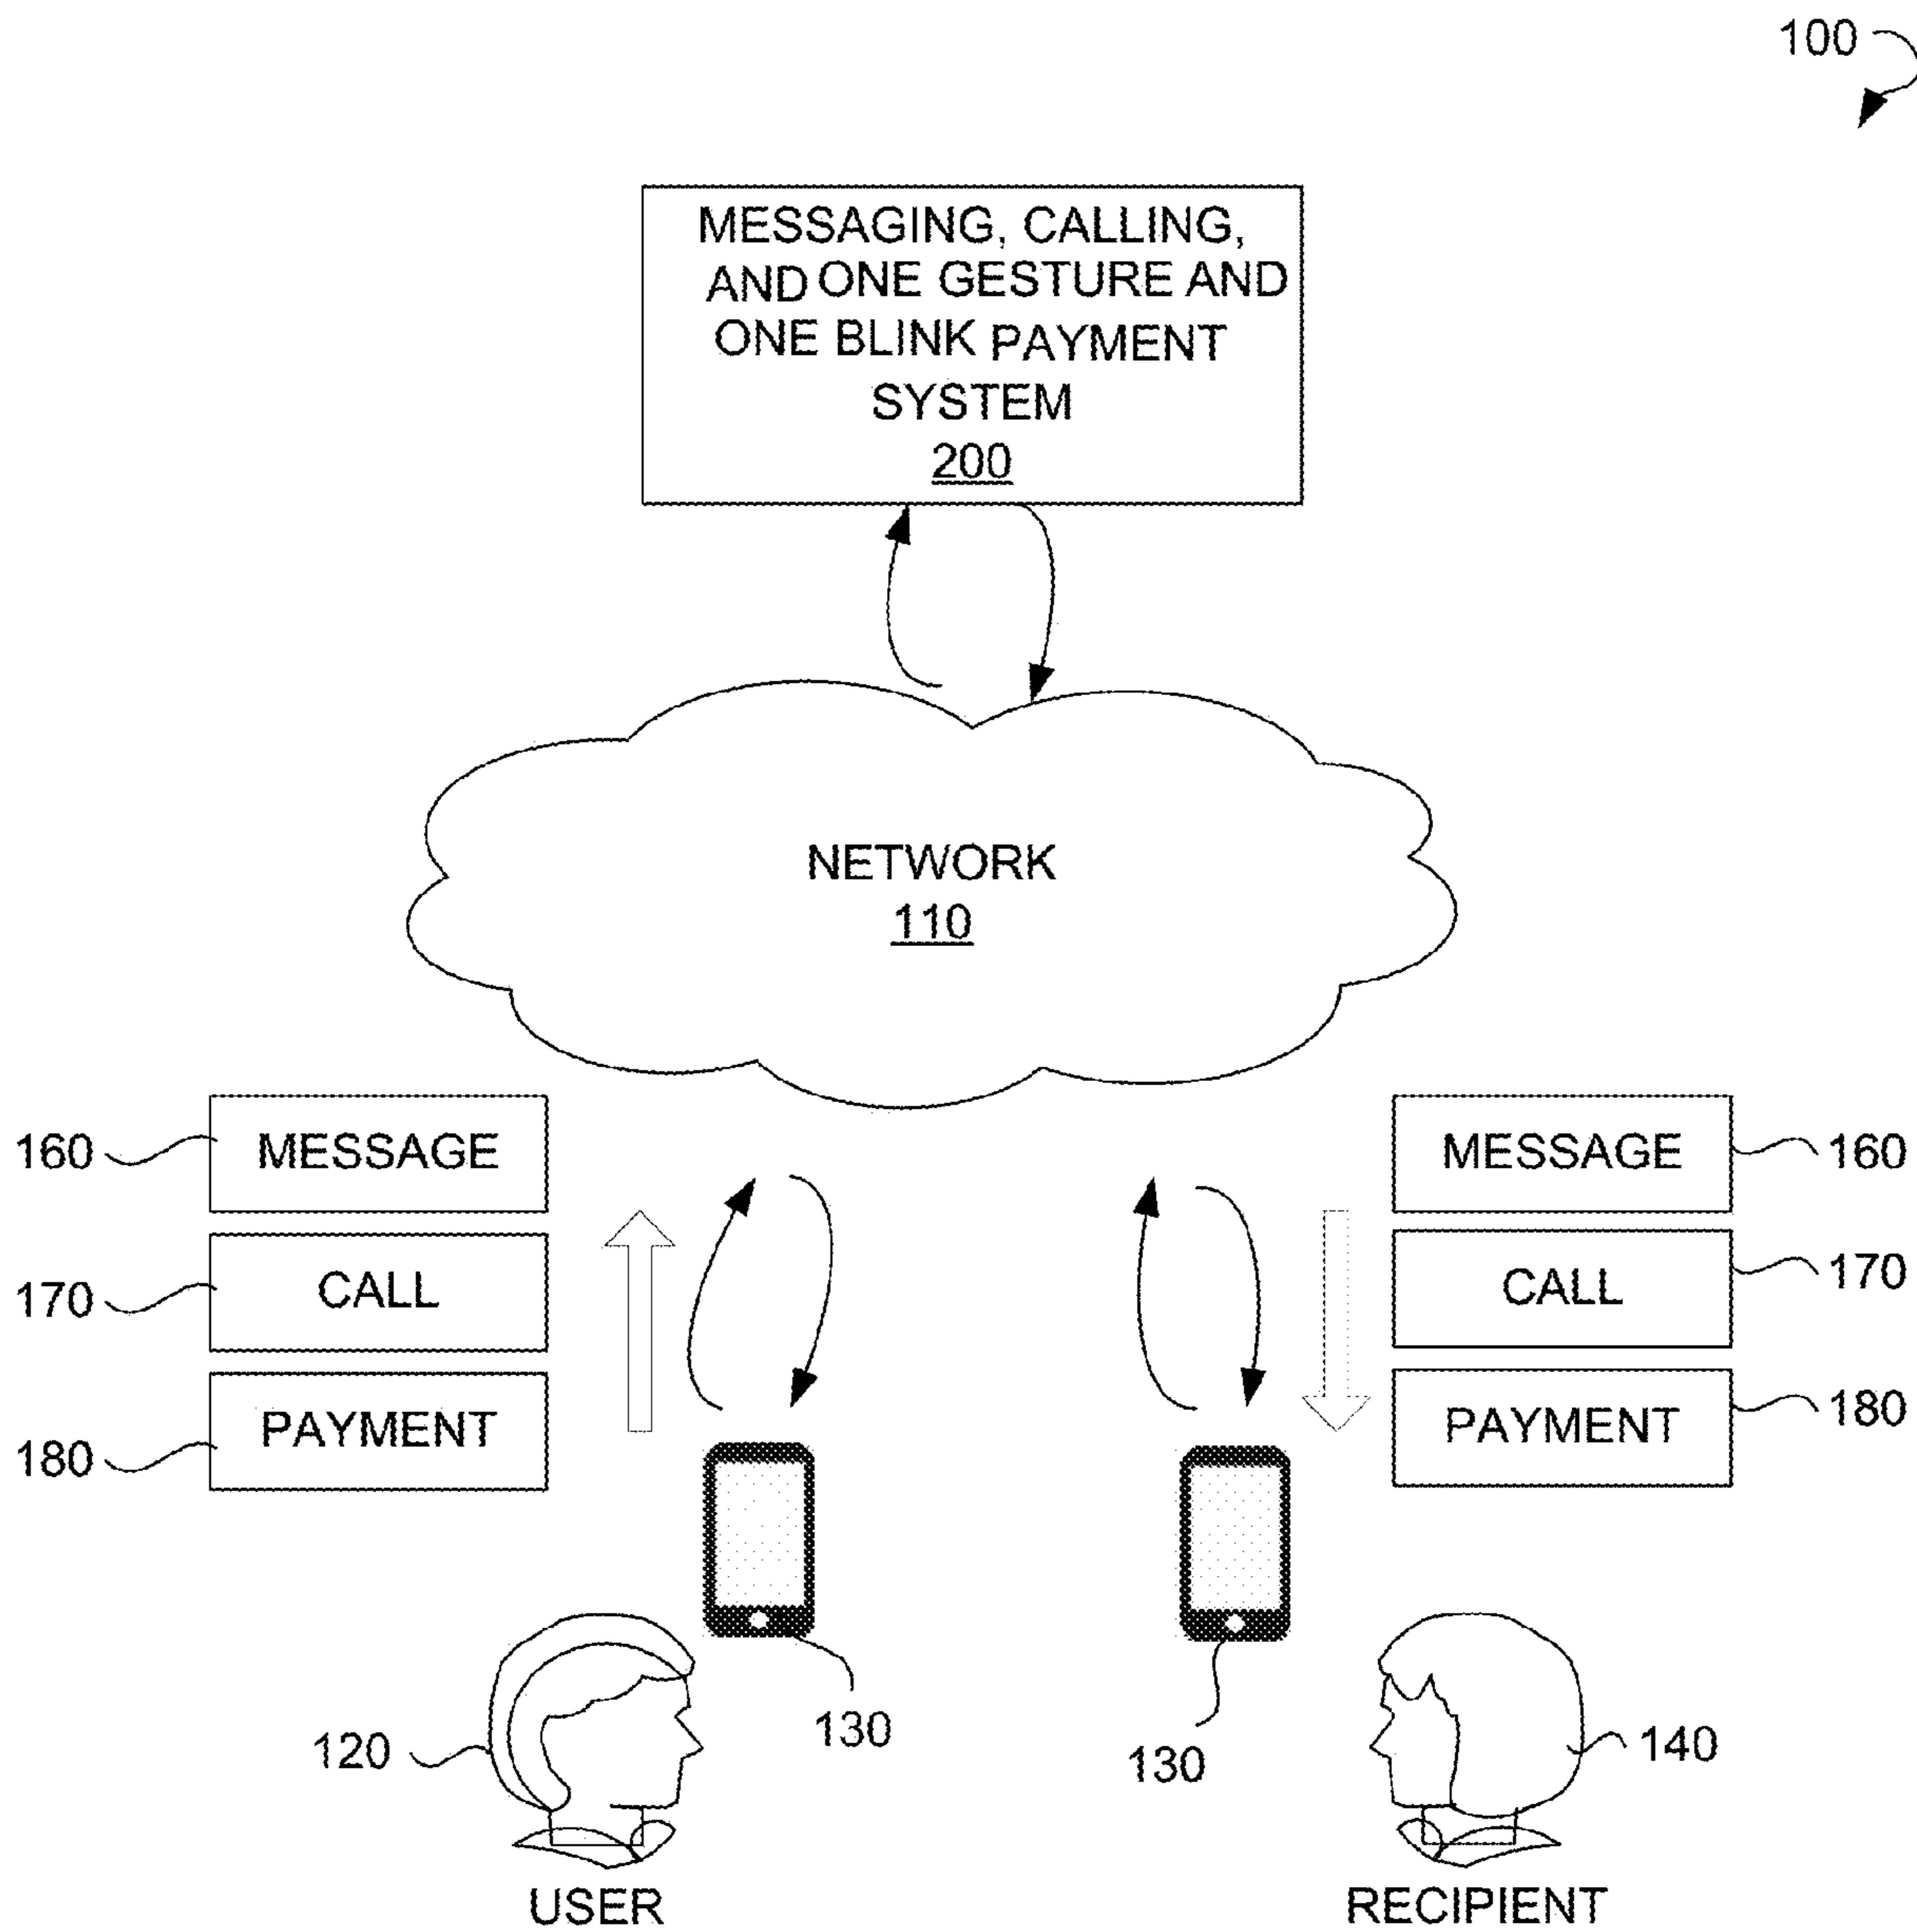 100
MESSAGING, CALLING,
AND ONE GESTURE AND
ONE BLINK PAYMENT
SYSTEM
200
NETWORK
110
160
MESSAGE
MESSAGE
160
170
CALL
CALL
170
180
PAYMENT
PAYMENT
180
120
130
130
140
USER
RECIPIENT